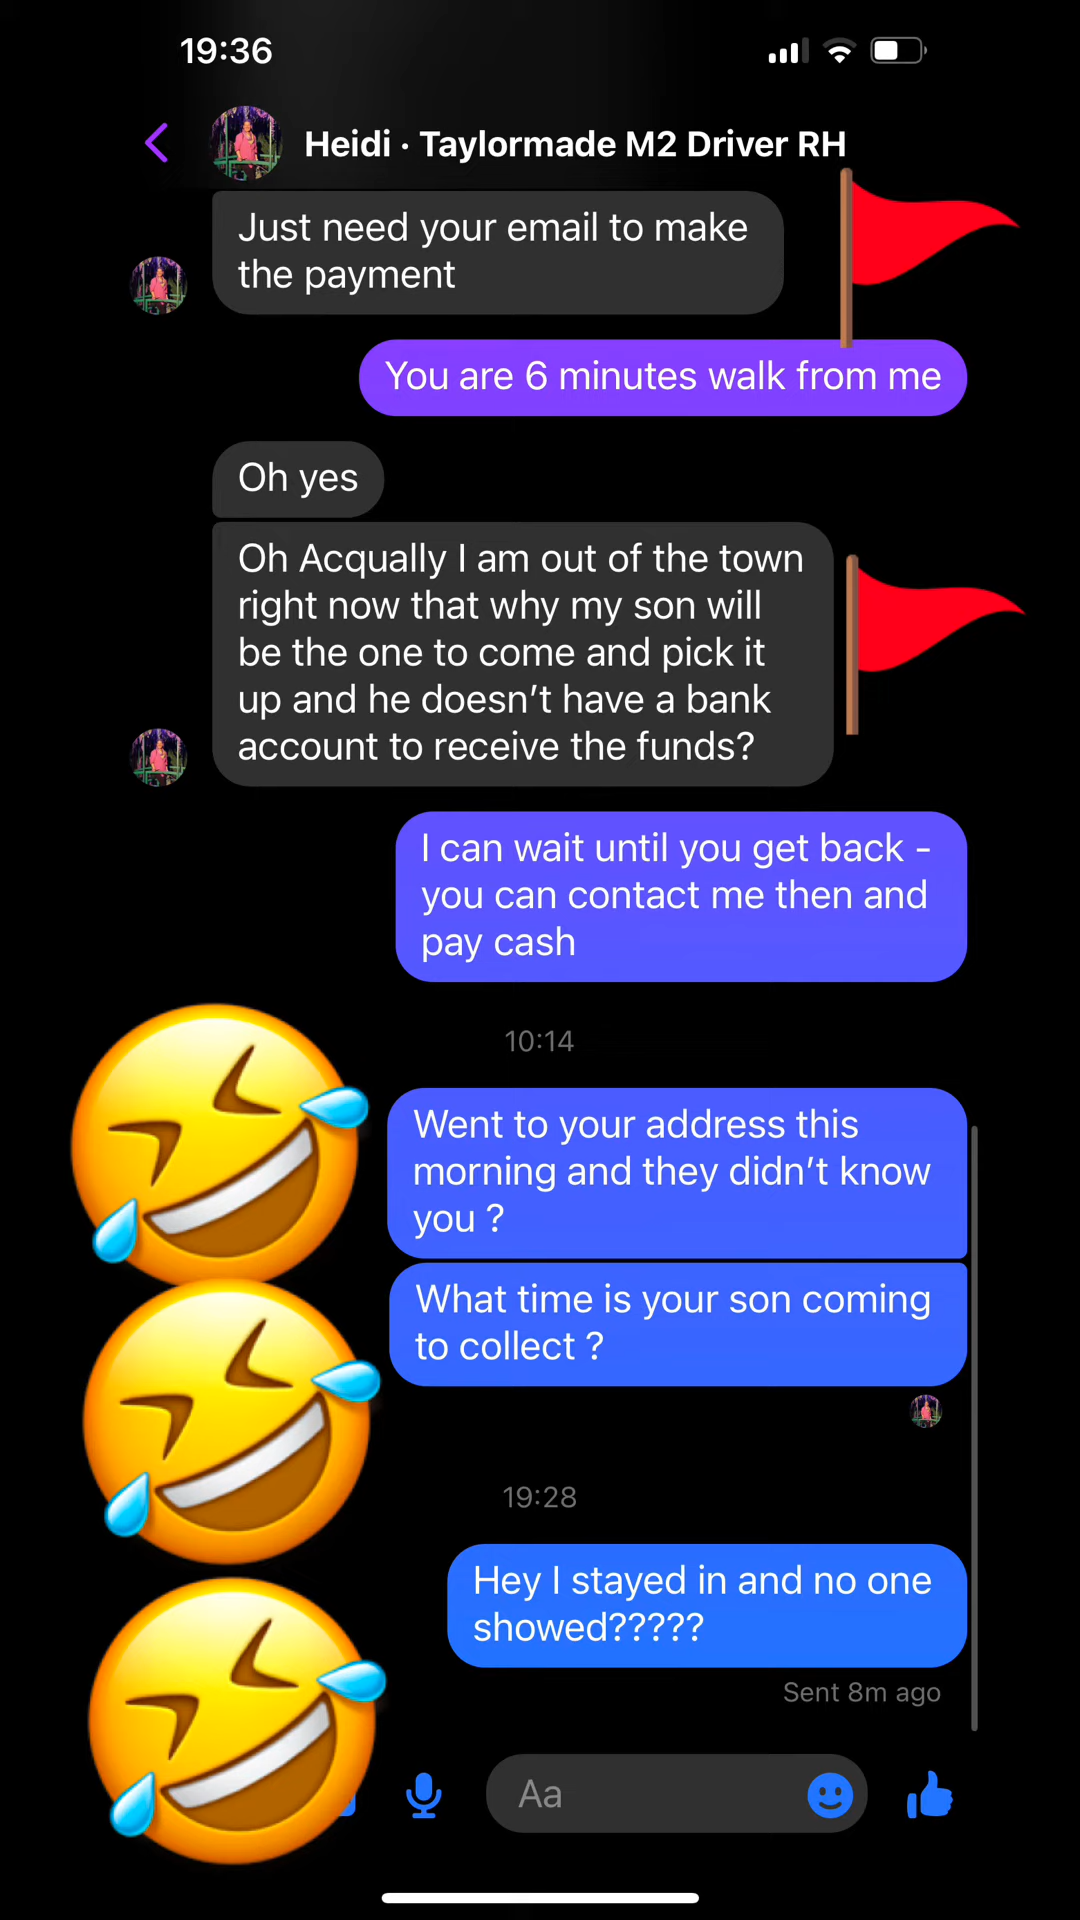 19:36
Heidi · Taylormade M2 Driver RH
Just need your email to make
the payment
You are 6 minutes walk from me
Oh yes
Oh Acqually I am out of the town
right now that why my son will
be the one to come and pick it
up and he doesn’t have a bank
account to receive the funds?
I can wait until you get back -
you can contact me then and
pay cash
10:14
Went to your address this
morning and they didn’t know
you ?
What time is your son coming
to collect ?
19:28
Hey I stayed in and no one
showed?????
Sent 8m ago
Aa